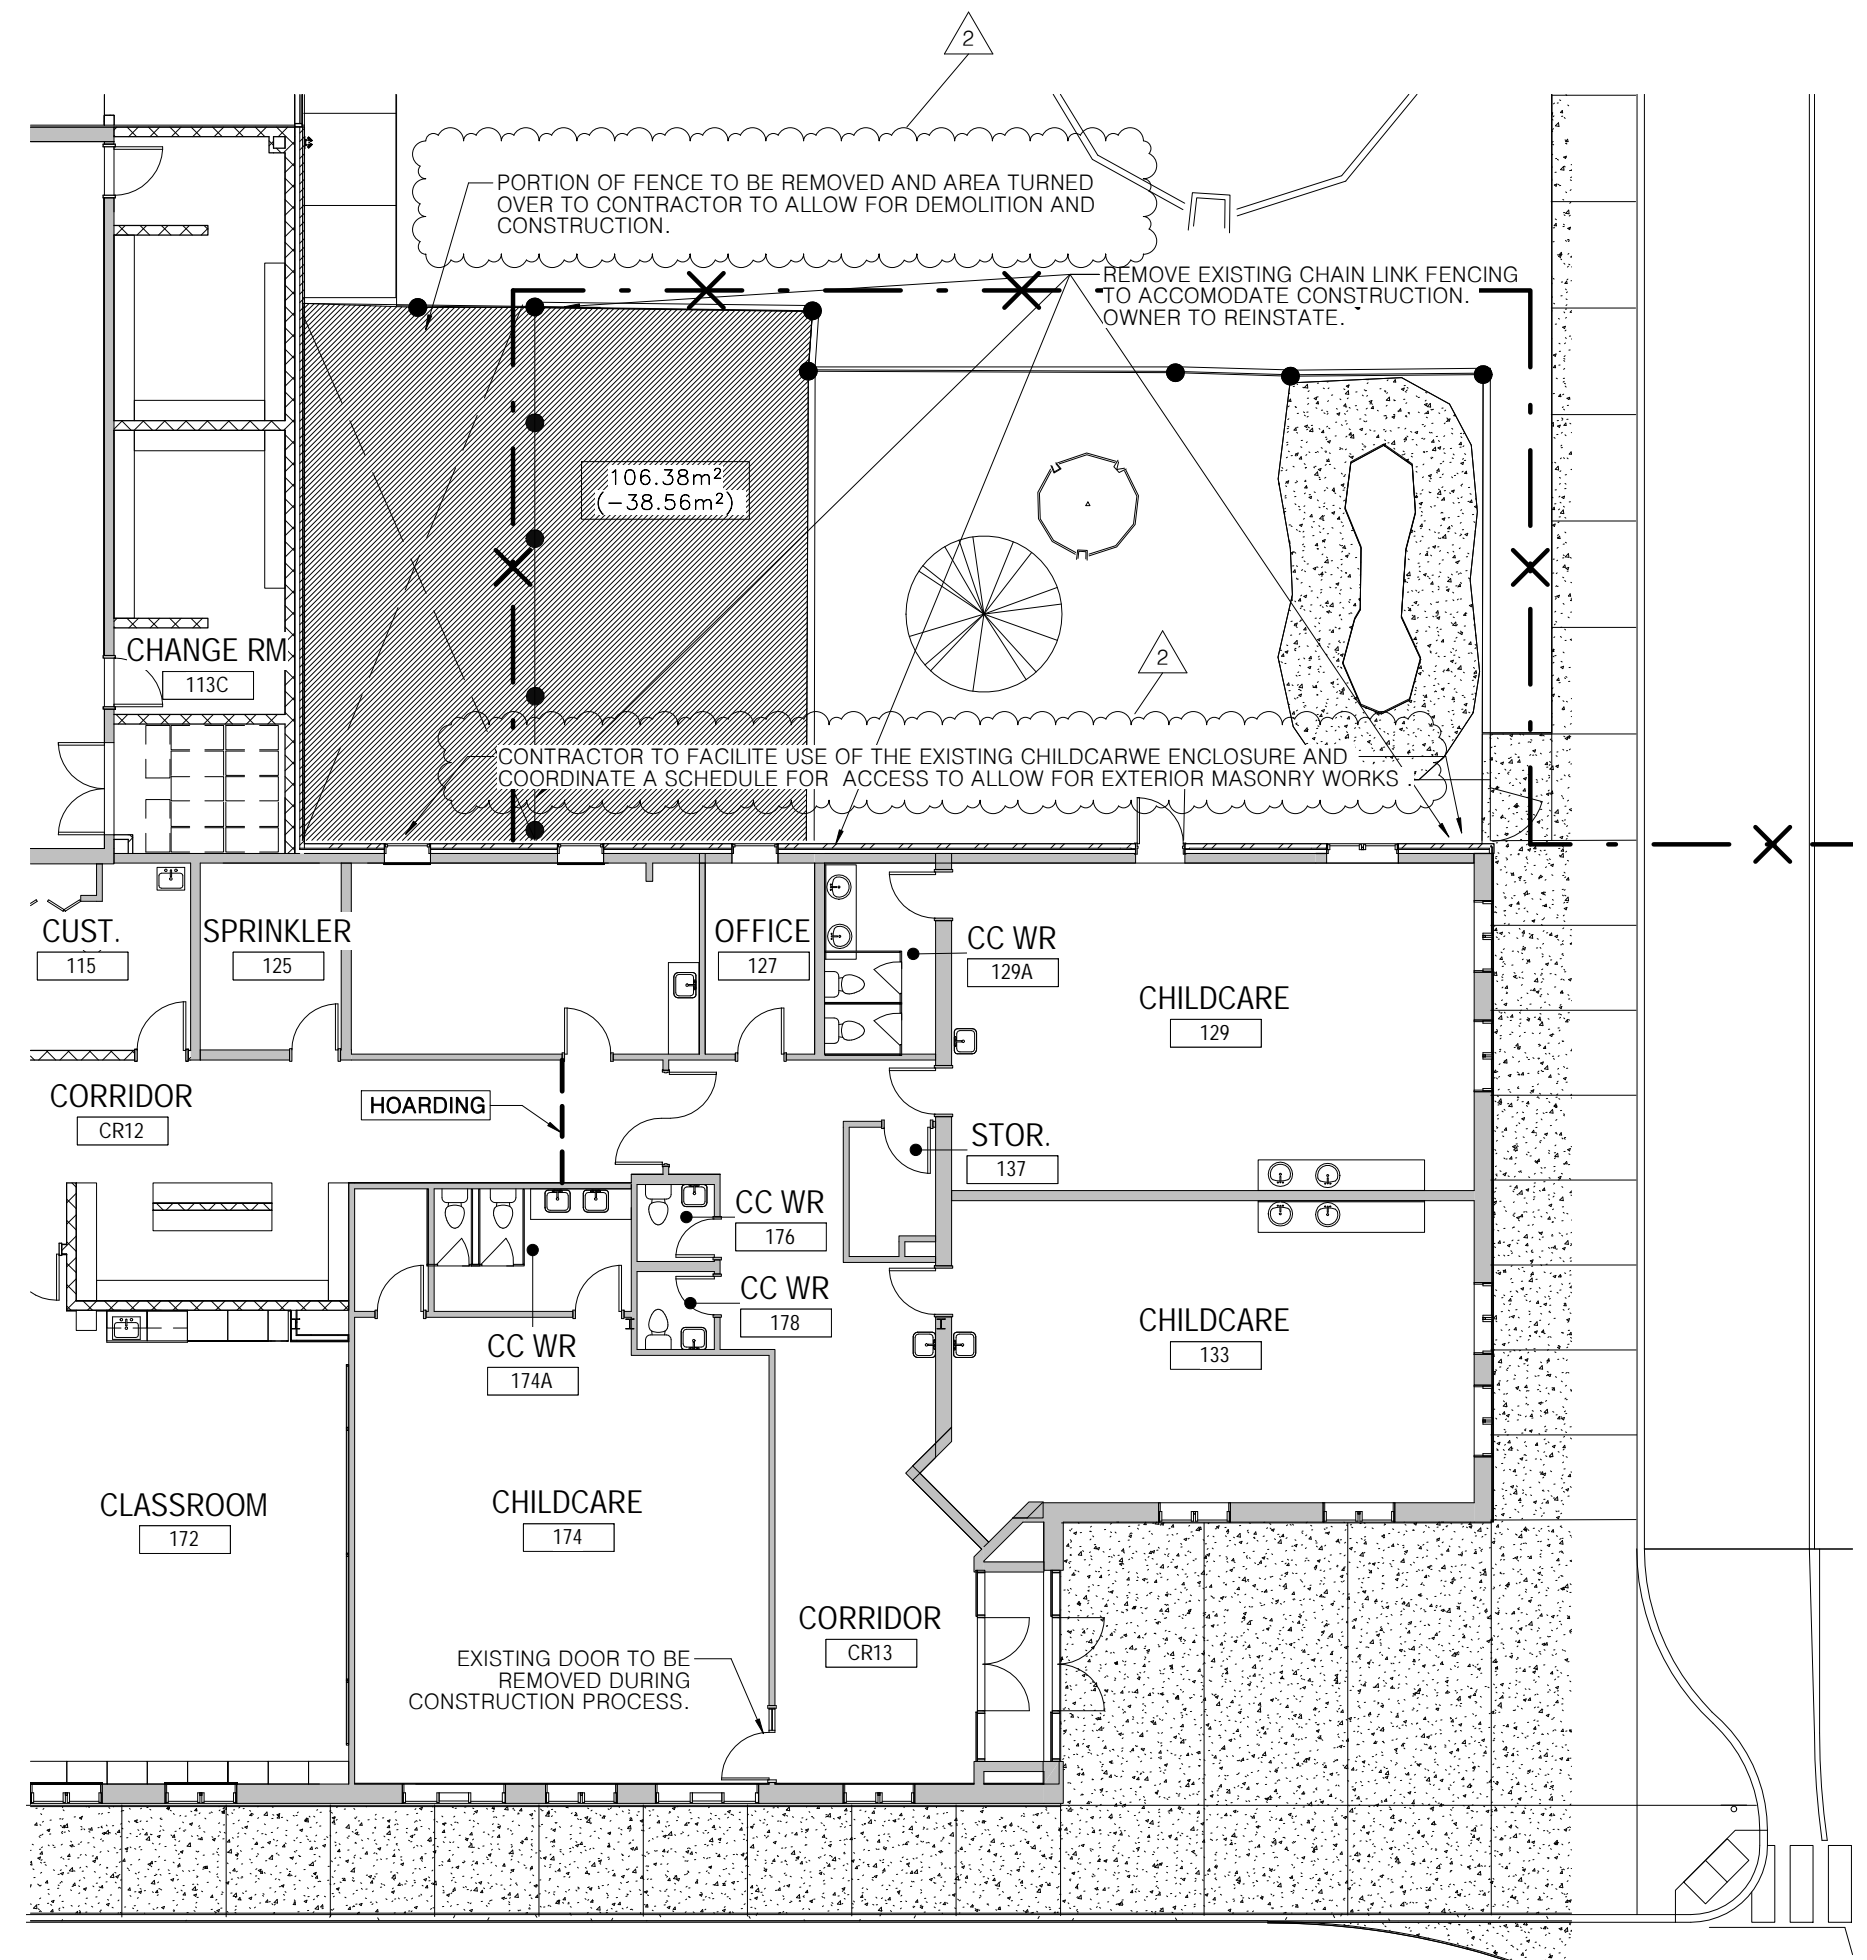 2
PORTION OF FENCE TO BE REMOVED AND AREA TURNED
OVER TO CONTRACTOR TO ALLOW FOR DEMOLITION AND
CONSTRUCTION.
REMOVE EXISTING CHAIN LINK FENCING
TO ACCOMODATE CONSTRUCTION.
OWNER TO REINSTATE.
106.38m²
(-38.56m²)
CHANGE RM
113C
2
CONTRACTOR TO FACILITE USE OF THE EXISTING CHILDCARWE ENCLOSURE AND
COORDINATE A SCHEDULE FOR ACCESS TO ALLOW FOR EXTERIOR MASONRY WORKS .
CUST.
115
SPRINKLER
125
OFFICE
127
CC WR
129A
CHILDCARE
129
CORRIDOR
CR12
HOARDING
STOR.
137
CC WR
176
CC WR
178
CC WR
174A
CHILDCARE
133
CLASSROOM
172
CHILDCARE
174
CORRIDOR
CR13
EXISTING DOOR TO BE
REMOVED DURING
CONSTRUCTION PROCESS.